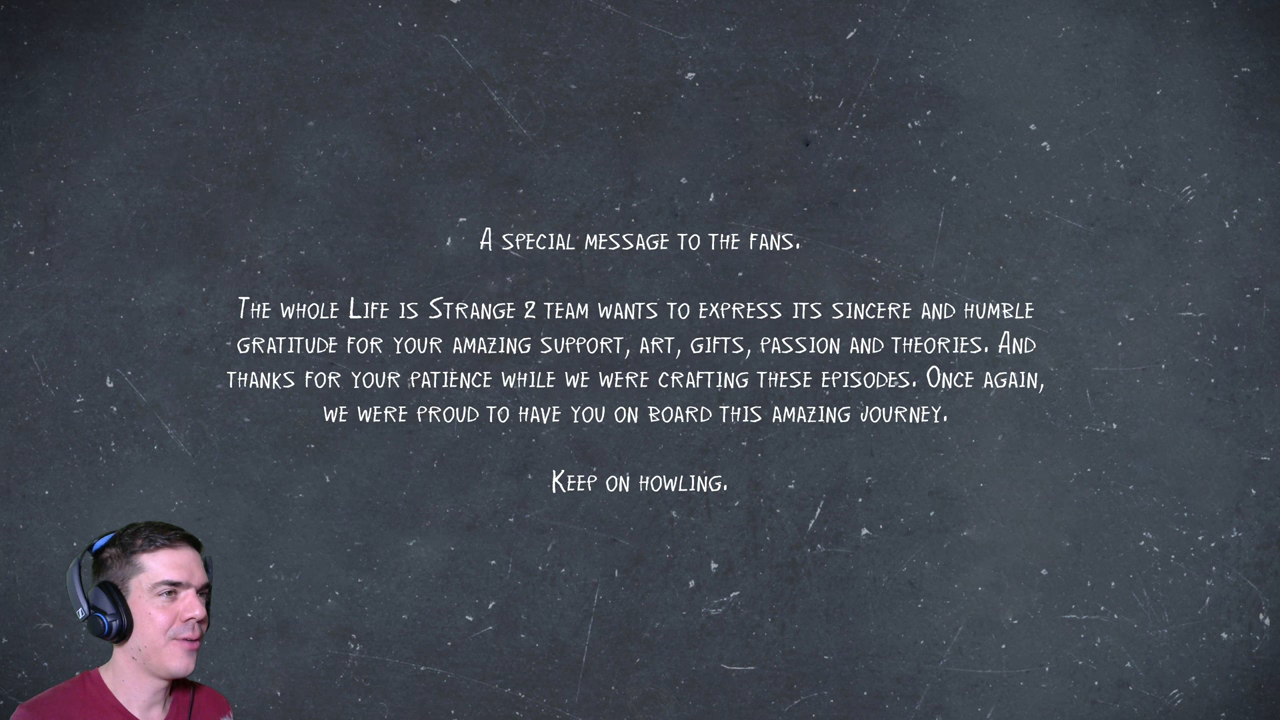 A special message to the fans.
The whole Life is Strange 2 team wants to express its sincere and humble
gratitude for your amazing support, art, gifts, passion and theories. And
thanks for your patience while we were crafting these episodes. Once again,
we were proud to have you on board this amazing journey.
Keep on howling.